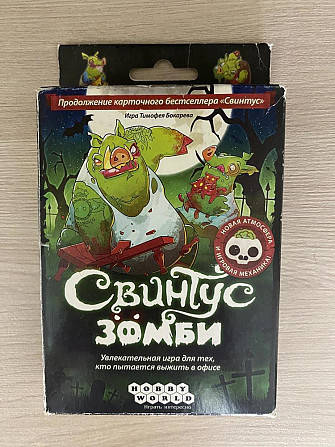 Продолжение карточного бестселлера «Свинтус»
Игра Тимофея Бокарева
НОВАЯ АТМОСФЕРА
И ИГРОВАЯ МЕХАНИКА!
Свинтус
ЗОМБИ
Увлекательная игра для тех,
кто пытается выжить в офисе
HOBBY
WORLD
Играть интересно